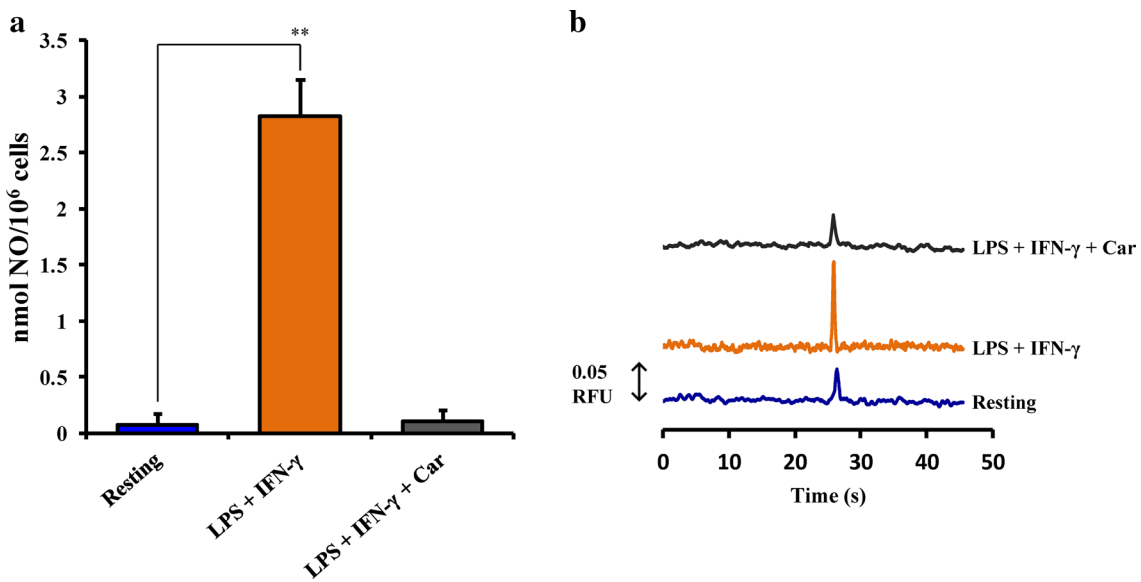 a
**
3.5
3
2.5
2
1.5
1
0.5
0
nmol NO/10⁶ cells
Resting
LPS + IFN-γ
LPS + IFN-γ + Car
b
LPS + IFN-γ + Car
LPS + IFN-γ
Resting
0.05
RFU
0 10 20 30 40 50
Time (s)